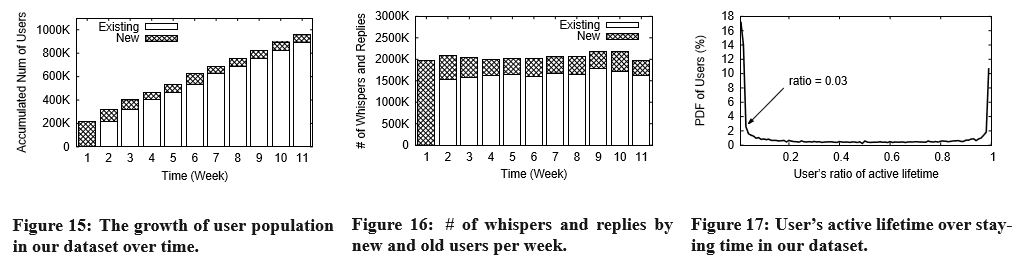 Accumulated Num of Users
1000K
800K
600K
400K
200K
0
Existing
New
1 2 3 4 5 6 7 8 9 10 11
Time (Week)
Figure 15: The growth of user population
in our dataset over time.
# of Whispers and Replies
3000K
2500K
2000K
1500K
1000K
500K
0
Existing
New
1 2 3 4 5 6 7 8 9 10 11
Time (Week)
Figure 16: # of whispers and replies by
new and old users per week.
PDF of Users (%)
18
16
14
12
10
8
6
4
2
0
ratio = 0.03
0.2 0.4 0.6 0.8 1
User's ratio of active lifetime
Figure 17: User's active lifetime over stay-
ing time in our dataset.